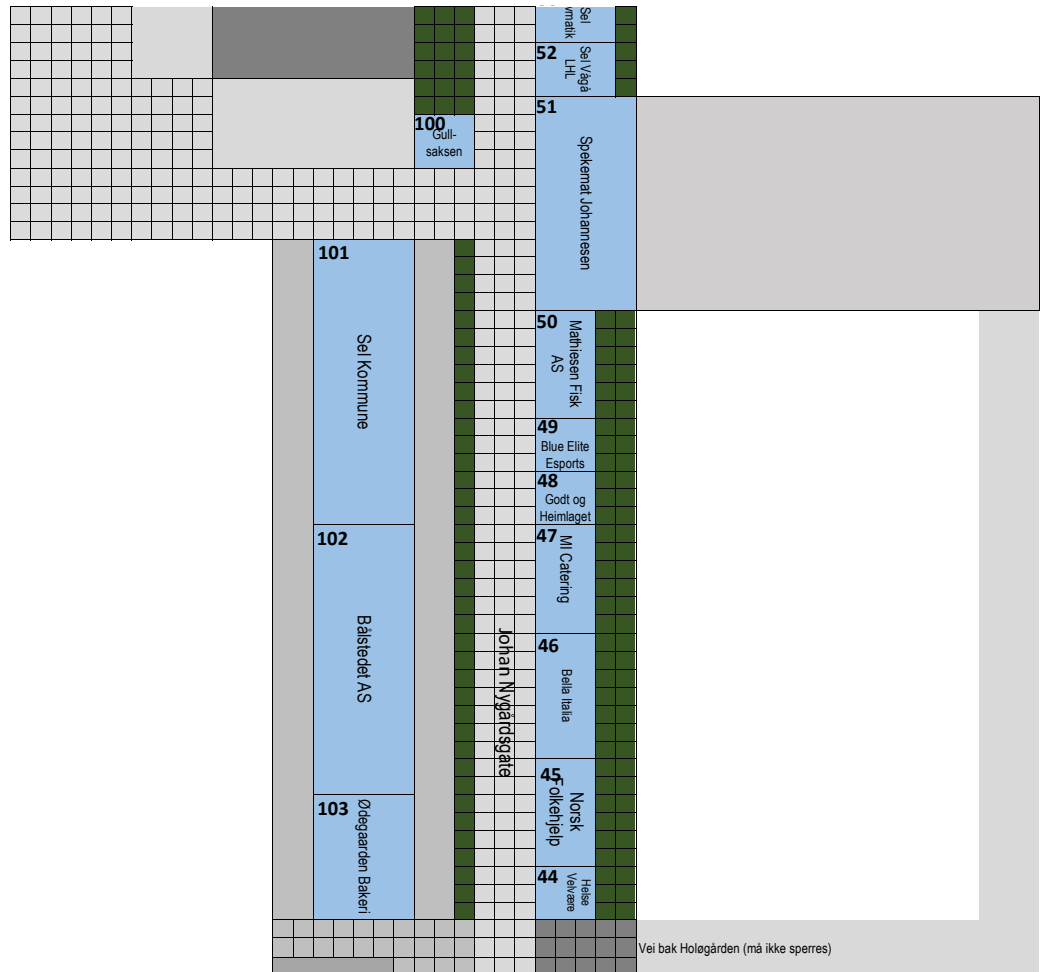 Sel
52
Sel Vågå
LHL
51
Spekemat Johannesen
100
Gull-
saksen
101
Sel Kommune
50
Mathiesen Fisk
AS
49
Blue Elite
Esports
48
Godt og
Heimlaget
47
MI Catering
102
Bålstedet AS
Johan Nygårdsgate
46
Bella Italia
45
Norsk
Folkehjelp
103
Ødegaarden Bakeri
44
Helse
Velvære
Vei bak Holøgården (må ikke sperres)